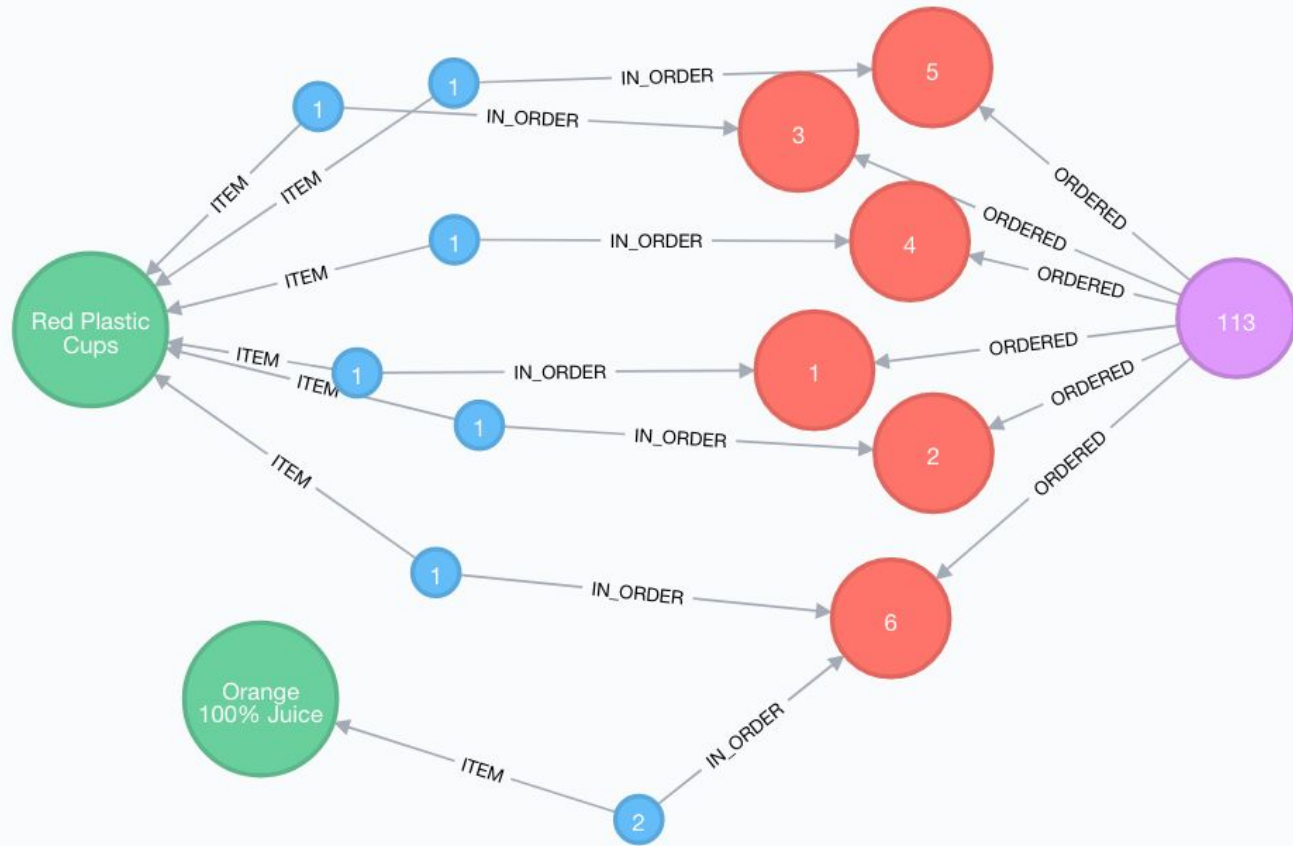 5
1
IN_ORDER
1
IN_ORDER
3
ITEM
ITEM
ORDERED
ORDERED
1
IN_ORDER
4
ITEM
ORDERED
Red Plastic
Cups
113
ORDERED
ITEM
1
IN_ORDER
1
ITEM
ORDERED
1
IN_ORDER
2
ITEM
ORDERED
1
IN_ORDER
6
Orange
100% Juice
IN_ORDER
ITEM
2